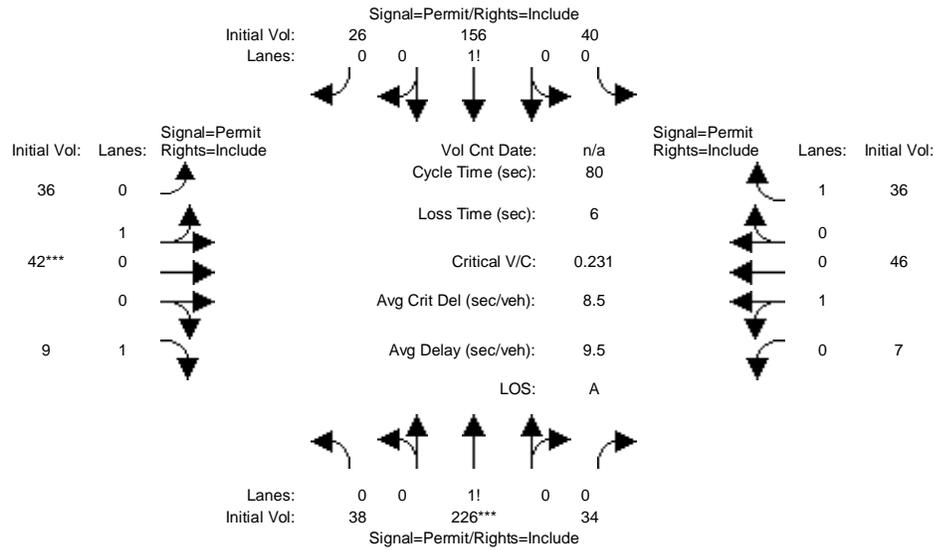 Signal=Permit/Rights=Include
Initial Vol: 26 156 40
Lanes: 0 0 1! 0 0
Signal=Permit Signal=Permit
Initial Vol: Lanes: Rights=Include Vol Cnt Date: n/a Rights=Include Lanes: Initial Vol:
Cycle Time (sec): 80
36 0 1 36
Loss Time (sec): 6
1 0
42*** 0 Critical V/C: 0.231 0 46
0 Avg Crit Del (sec/veh): 8.5 1
9 1 Avg Delay (sec/veh): 9.5 0 7
LOS: A
Lanes: 0 0 1! 0 0
Initial Vol: 38 226*** 34
Signal=Permit/Rights=Include